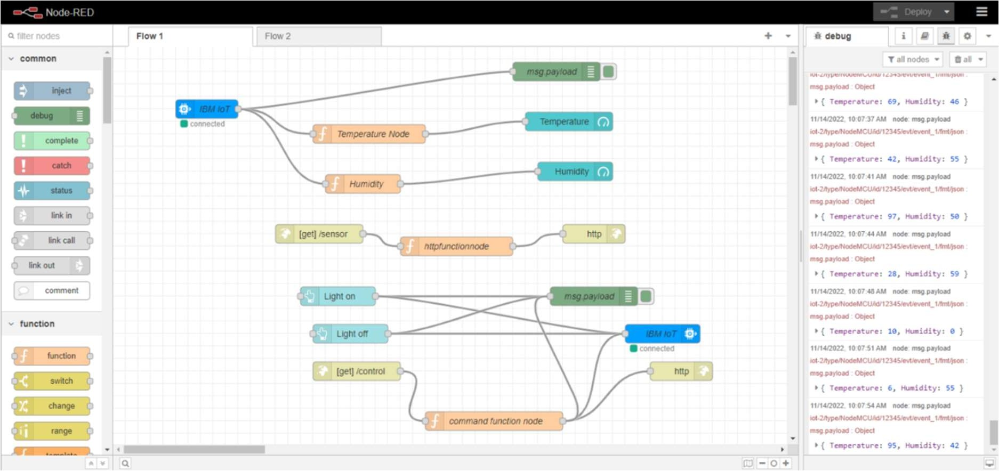 Node-RED
Deploy
filter nodes
Flow 1
Flow 2
debug
common
all nodes
all
inject
debug
complete
catch
status
link in
link call
link out
comment
function
function
switch
change
range
template
msg.payload
IBM IoT
connected
Temperature Node
Temperature
Humidity
Humidity
[get] /sensor
httpfunctionnode
http
Light on
msg.payload
Light off
IBM IoT
connected
[get] /control
http
command function node
iot-2/type/NodeMCU/id/12345/evt/event_1/fmt/json :
msg.payload : Object
{ Temperature: 69, Humidity: 46 }
11/14/2022, 10:07:37 AM node: msg.payload
iot-2/type/NodeMCU/id/12345/evt/event_1/fmt/json :
msg.payload : Object
{ Temperature: 42, Humidity: 55 }
11/14/2022, 10:07:41 AM node: msg.payload
iot-2/type/NodeMCU/id/12345/evt/event_1/fmt/json :
msg.payload : Object
{ Temperature: 97, Humidity: 50 }
11/14/2022, 10:07:44 AM node: msg.payload
iot-2/type/NodeMCU/id/12345/evt/event_1/fmt/json :
msg.payload : Object
{ Temperature: 28, Humidity: 59 }
11/14/2022, 10:07:48 AM node: msg.payload
iot-2/type/NodeMCU/id/12345/evt/event_1/fmt/json :
msg.payload : Object
{ Temperature: 10, Humidity: 0 }
11/14/2022, 10:07:51 AM node: msg.payload
iot-2/type/NodeMCU/id/12345/evt/event_1/fmt/json :
msg.payload : Object
{ Temperature: 6, Humidity: 55 }
11/14/2022, 10:07:54 AM node: msg.payload
iot-2/type/NodeMCU/id/12345/evt/event_1/fmt/json :
msg.payload : Object
{ Temperature: 95, Humidity: 42 }